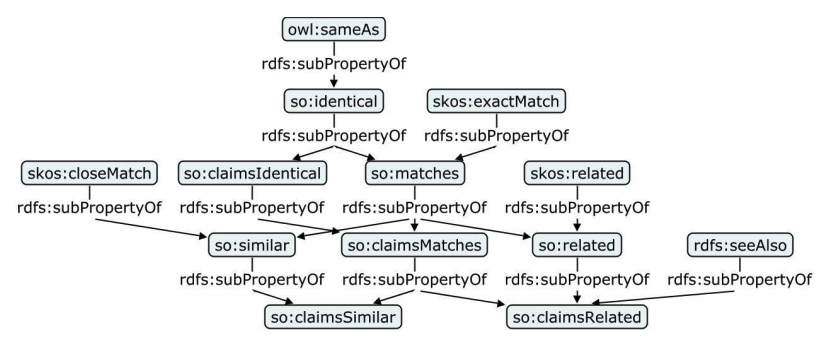 owl:sameAs
rdfs:subPropertyOf
so:identical skos:exactMatch
rdfs:subPropertyOf rdfs:subPropertyOf
skos:closeMatch so:claimsIdentical so:matches skos:related
rdfs:subPropertyOf rdfs:subPropertyOf rdfs:subPropertyOf rdfs:subPropertyOf
so:similar so:claimsMatches so:related rdfs:seeAlso
rdfs:subPropertyOf rdfs:subPropertyOf rdfs:subPropertyOf rdfs:subPropertyOf
so:claimsSimilar so:claimsRelated